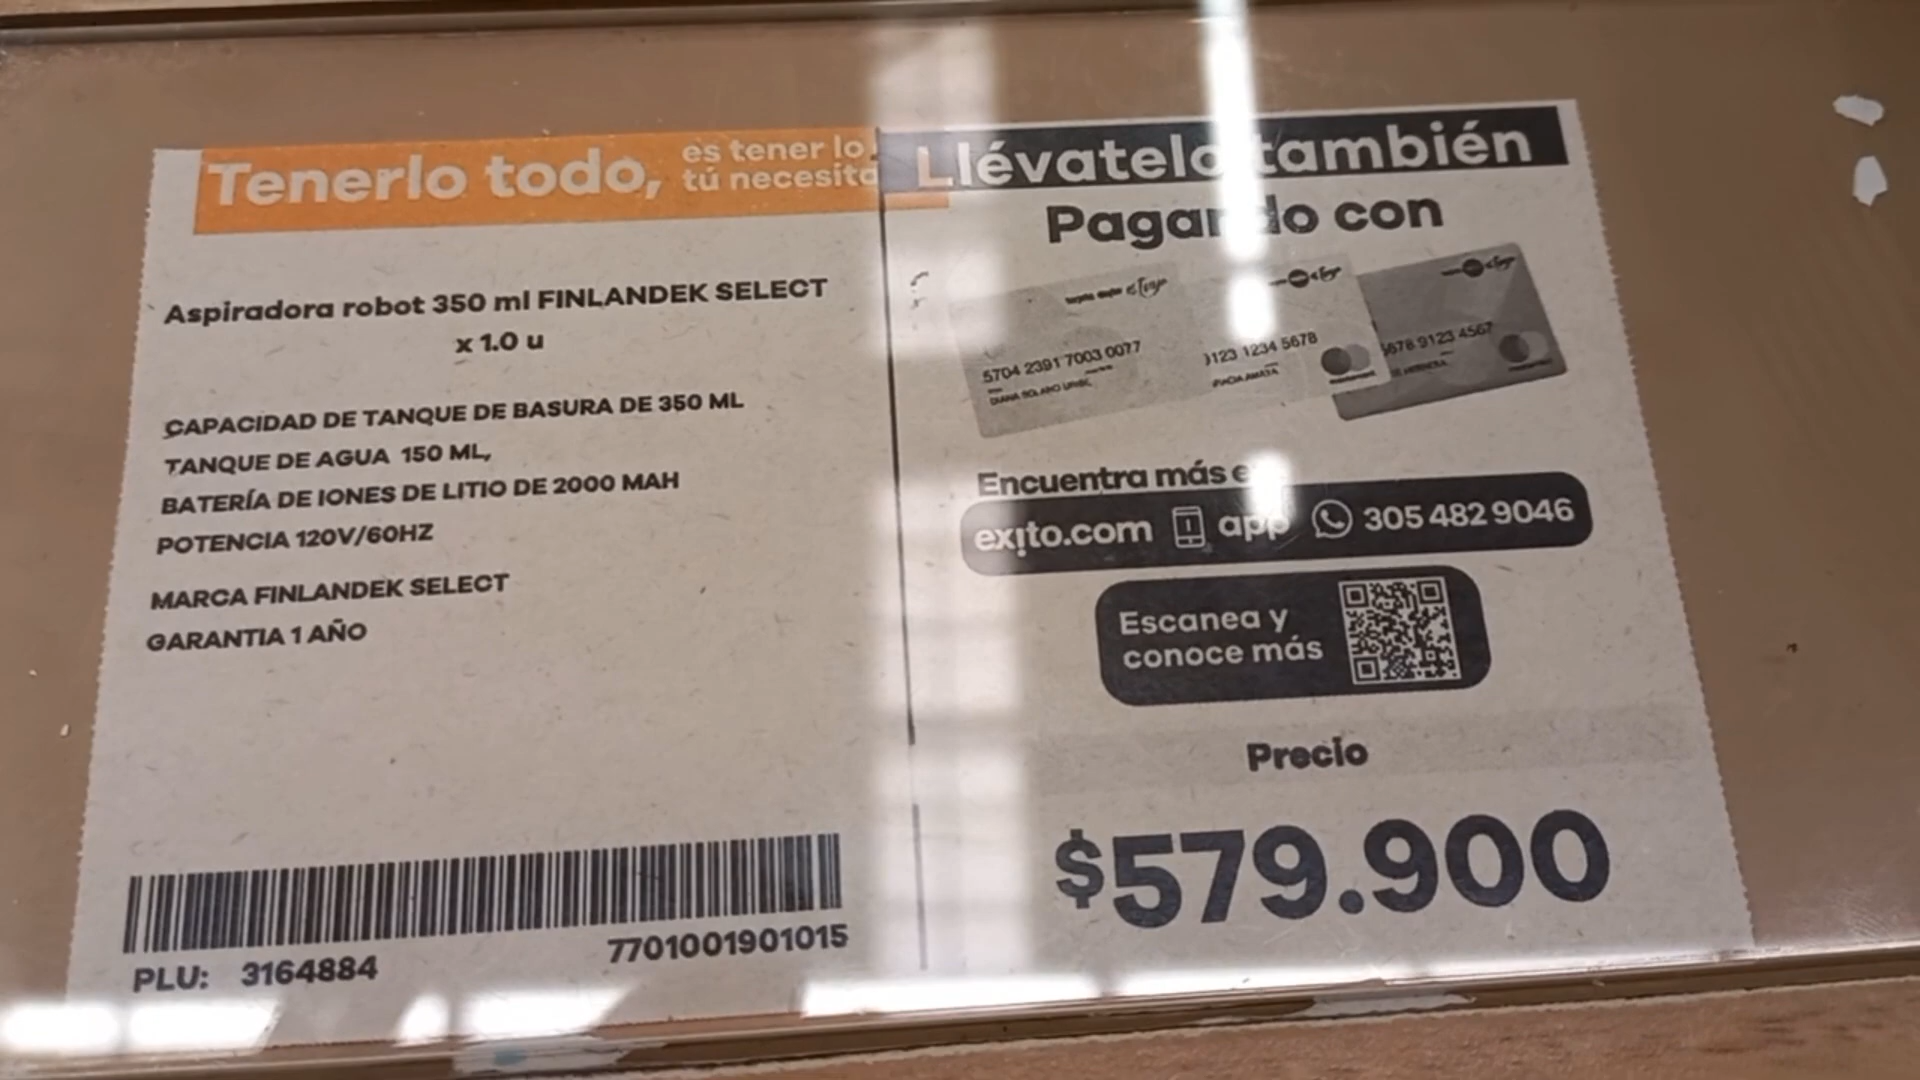 Tenerlo todo,
es tener lo
tú necesita
Aspiradora robot 350 ml FINLANDEK SELECT
x 1.0 u
CAPACIDAD DE TANQUE DE BASURA DE 350 ML
TANQUE DE AGUA 150 ML,
BATERÍA DE IONES DE LITIO DE 2000 MAH
POTENCIA 120V/60HZ
MARCA FINLANDEK SELECT
GARANTIA 1 AÑO
7701001901015
PLU: 3164884
Llévatelo también
Pagando con
5704 2391 7003 0077
123 1234 5678
5678 9123 4567
Encuentra más e
exito.com app 305 482 9046
Escanea y
conoce más
Precio
$579.900